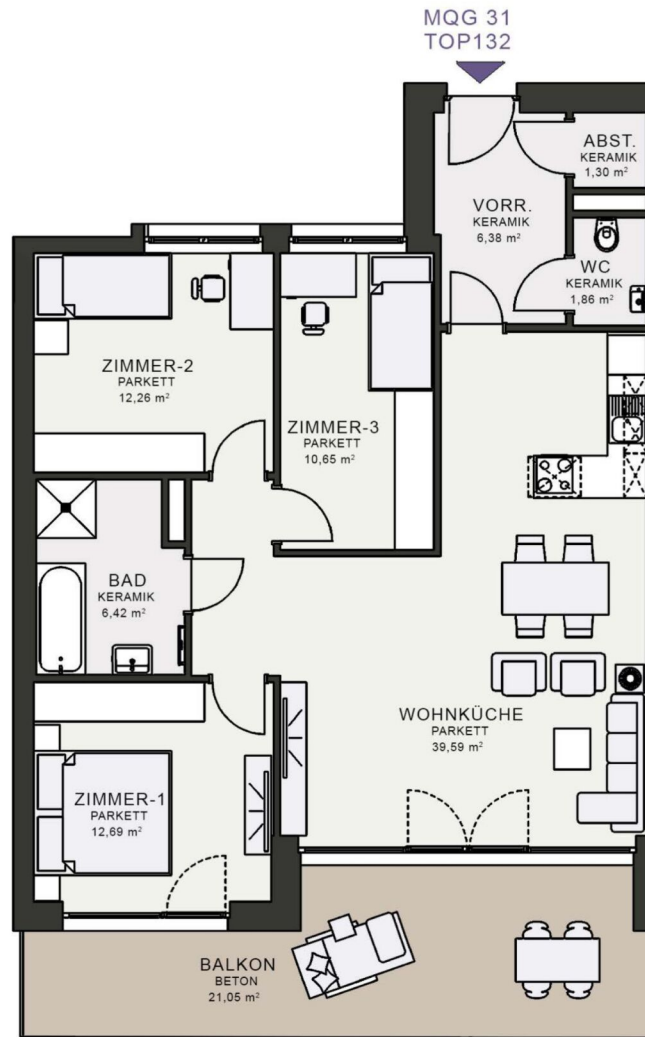 MQG 31
TOP132
ABST.
KERAMIK
1,30 m²
VORR.
KERAMIK
6,38 m²
WC
KERAMIK
1,86 m²
ZIMMER-2
PARKETT
12,26 m²
ZIMMER-3
PARKETT
10,65 m²
BAD
KERAMIK
6,42 m²
WOHNKÜCHE
PARKETT
39,59 m²
ZIMMER-1
PARKETT
12,69 m²
BALKON
BETON
21,05 m²